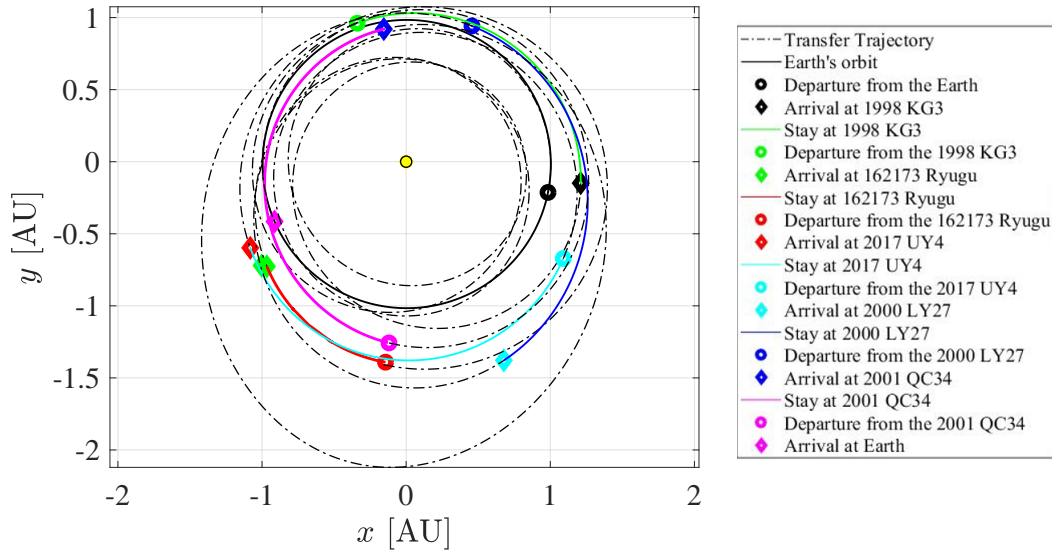 1
0.5
0
-0.5
-1
-1.5
-2
y [AU]
-2
-1
0
1
2
x [AU]
Transfer Trajectory
Earth's orbit
Departure from the Earth
Arrival at 1998 KG3
Stay at 1998 KG3
Departure from the 1998 KG3
Arrival at 162173 Ryugu
Stay at 162173 Ryugu
Departure from the 162173 Ryugu
Arrival at 2017 UY4
Stay at 2017 UY4
Departure from the 2017 UY4
Arrival at 2000 LY27
Stay at 2000 LY27
Departure from the 2000 LY27
Arrival at 2001 QC34
Stay at 2001 QC34
Departure from the 2001 QC34
Arrival at Earth